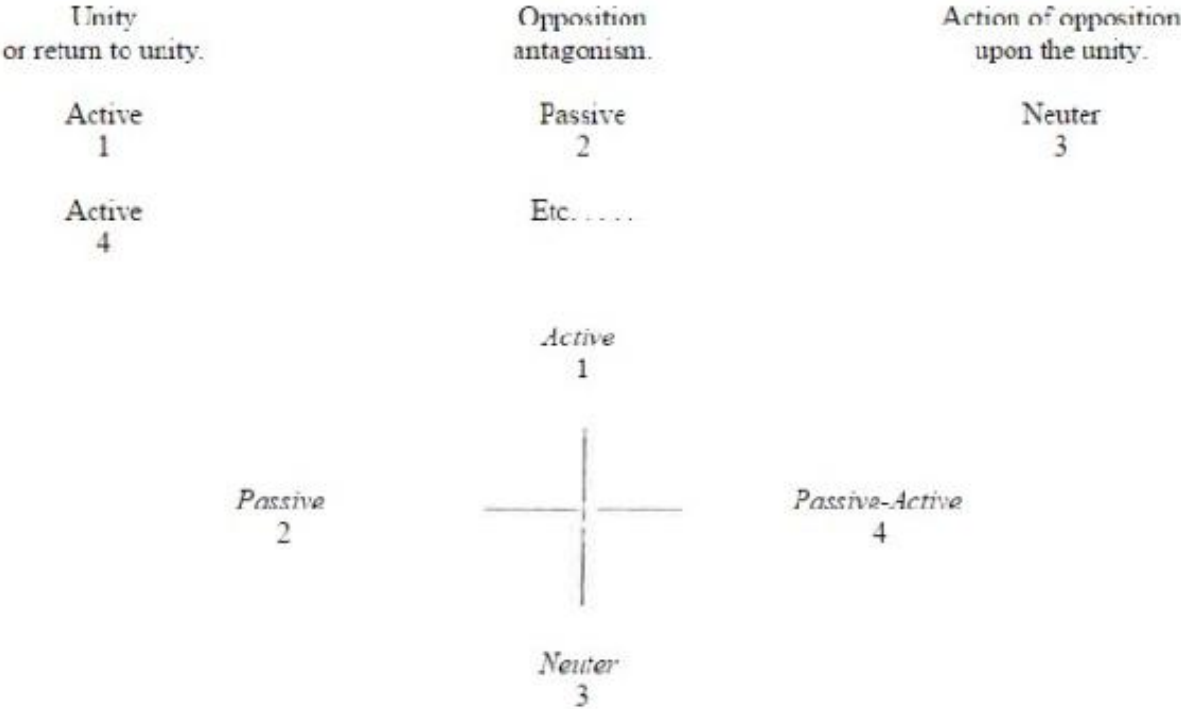 Unity
or return to unity.
Opposition
antagonism.
Action of opposition
upon the unity.
Active
1
Passive
2
Neuter
3
Active
4
Etc. . . . .
Active
1
Passive
2
Passive-Active
4
Neuter
3